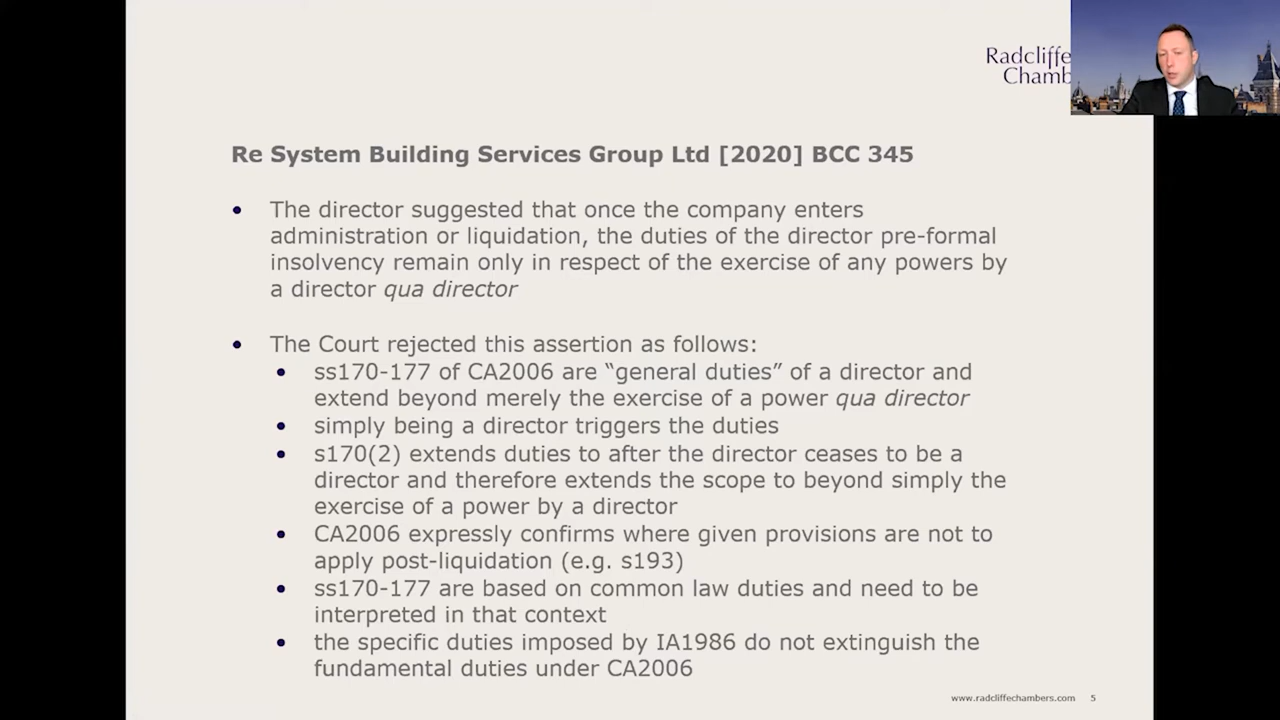 Radcliffe
Chamb
Re System Building Services Group Ltd [2020] BCC 345
• The director suggested that once the company enters
administration or liquidation, the duties of the director pre-formal
insolvency remain only in respect of the exercise of any powers by
a director qua director
• The Court rejected this assertion as follows:
• ss170-177 of CA2006 are “general duties” of a director and
extend beyond merely the exercise of a power qua director
• simply being a director triggers the duties
• s170(2) extends duties to after the director ceases to be a
director and therefore extends the scope to beyond simply the
exercise of a power by a director
• CA2006 expressly confirms where given provisions are not to
apply post-liquidation (e.g. s193)
• ss170-177 are based on common law duties and need to be
interpreted in that context
• the specific duties imposed by IA1986 do not extinguish the
fundamental duties under CA2006
www.radcliffechambers.com 5